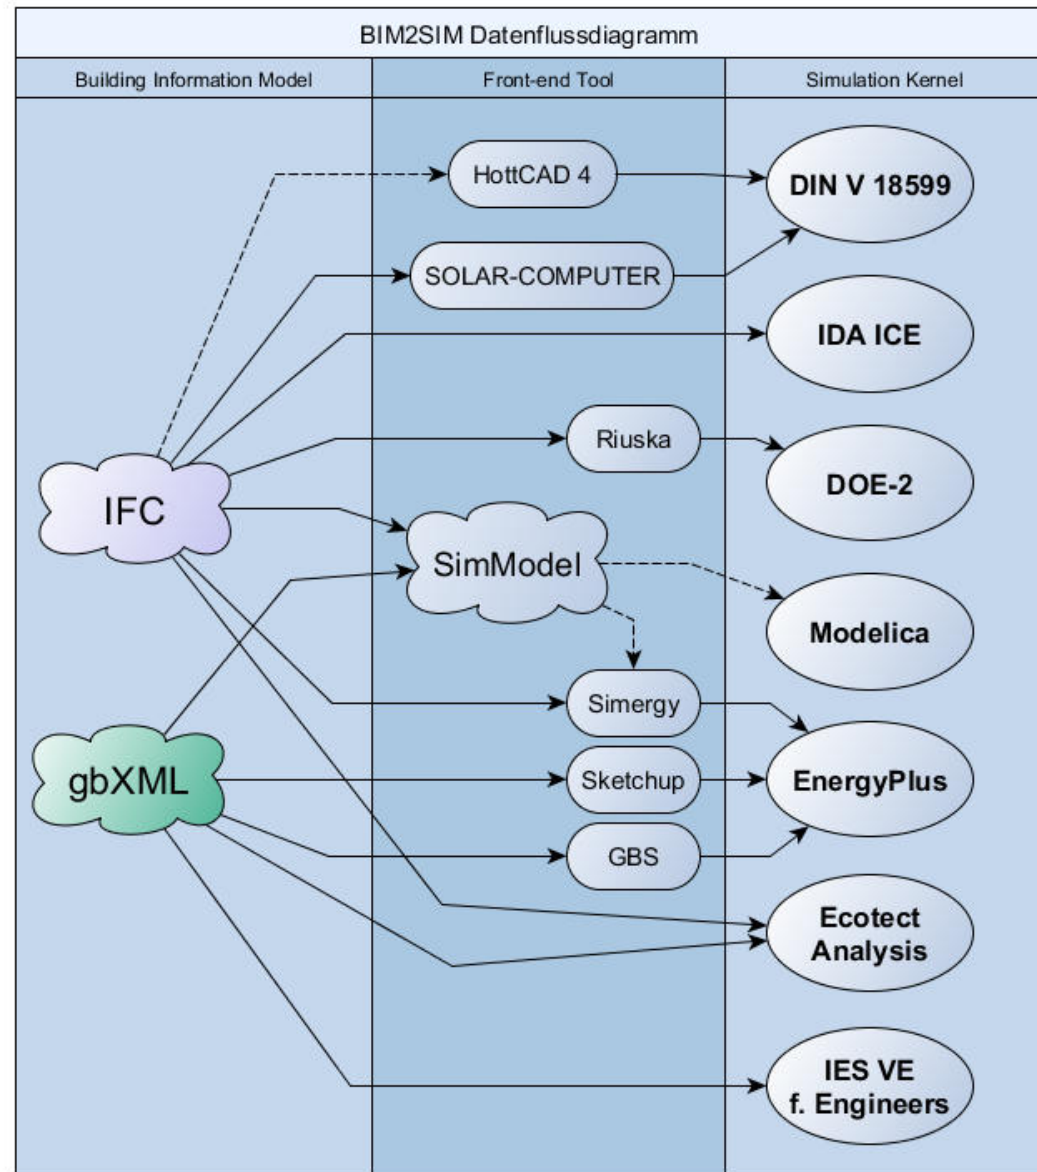 BIM2SIM Datenflussdiagramm
Building Information Model
Front-end Tool
Simulation Kernel
HottCAD 4
DIN V 18599
SOLAR-COMPUTER
IDA ICE
Riuska
DOE-2
IFC
SimModel
Modelica
Simergy
gbXML
Sketchup
EnergyPlus
GBS
Ecotect
Analysis
IES VE
f. Engineers